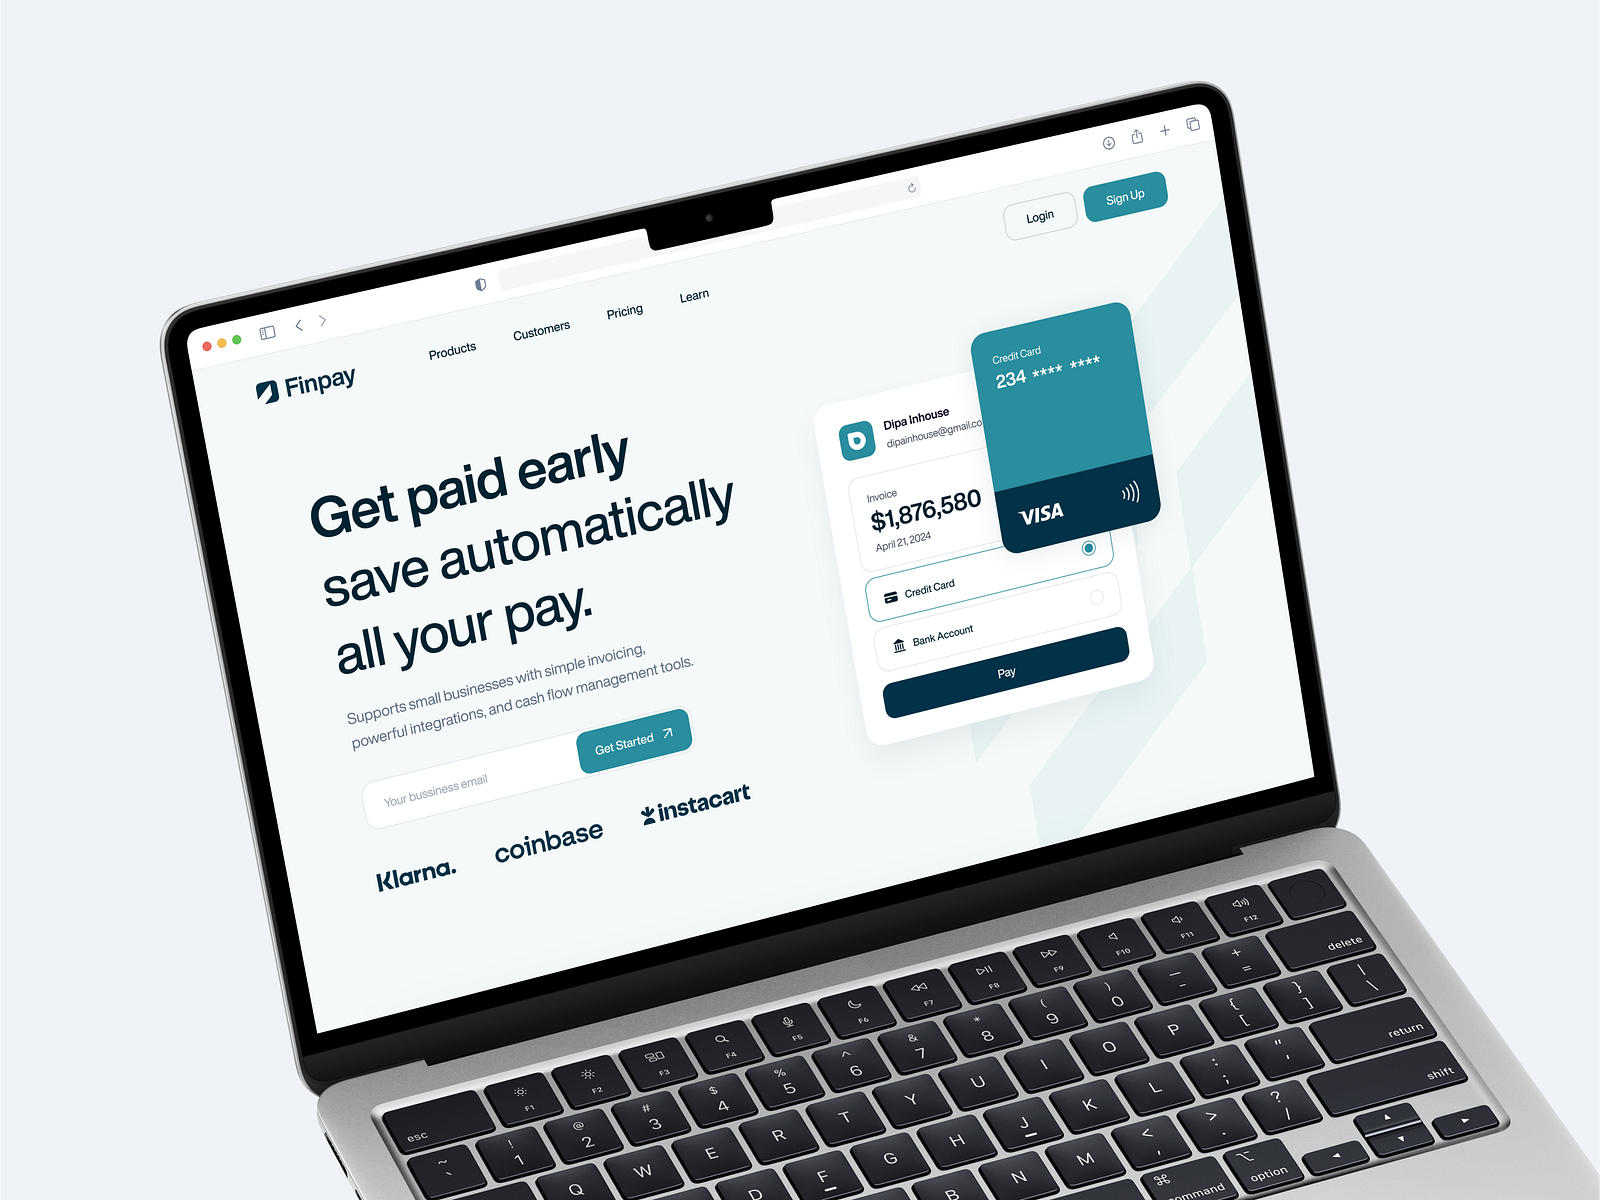 Login
Sign Up
Finpay
Products
Customers
Pricing
Learn
Get paid early
save automatically
all your pay.
Supports small businesses with simple invoicing,
powerful integrations, and cash flow management tools.
Your bussiness email
Get Started
Klarna.
coinbase
instacart
Credit Card
234 **** ****
VISA
Dipa Inhouse
dipainhouse@gmail.co
Invoice
$1,876,580
April 21, 2024
Credit Card
Bank Account
Pay
esc
F1
F2
F3
F4
F5
F6
F7
F8
F9
F10
F11
F12
~ `
! 1
@ 2
# 3
$ 4
% 5
^ 6
& 7
* 8
( 9
) 0
— -
+ =
delete
Q
W
E
R
T
Y
U
I
O
P
{ [
} ]
| \
D
F
G
H
J
K
L
: ;
" '
return
B
N
M
< ,
> .
? /
shift
⌘
command
⌥
option